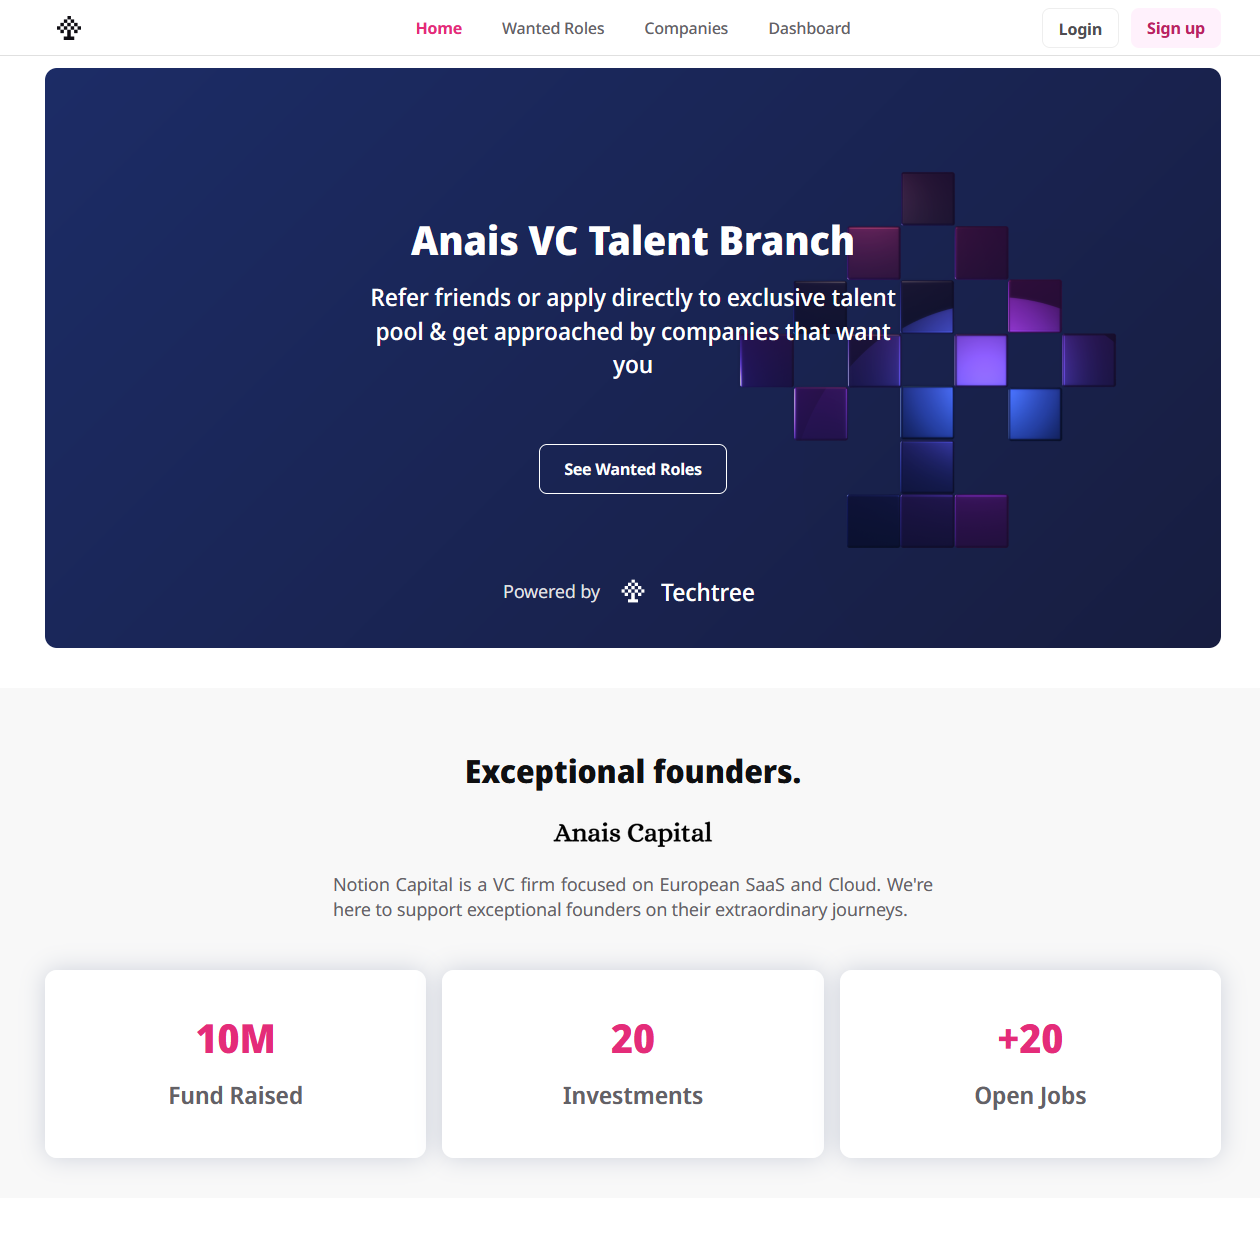 Home Wanted Roles Companies Dashboard Login Sign up
Anais VC Talent Branch
Refer friends or apply directly to exclusive talent
pool & get approached by companies that want
you
See Wanted Roles
Powered by Techtree
Exceptional founders.
Anais Capital
Notion Capital is a VC firm focused on European SaaS and Cloud. We're
here to support exceptional founders on their extraordinary journeys.
10M
Fund Raised
20
Investments
+20
Open Jobs